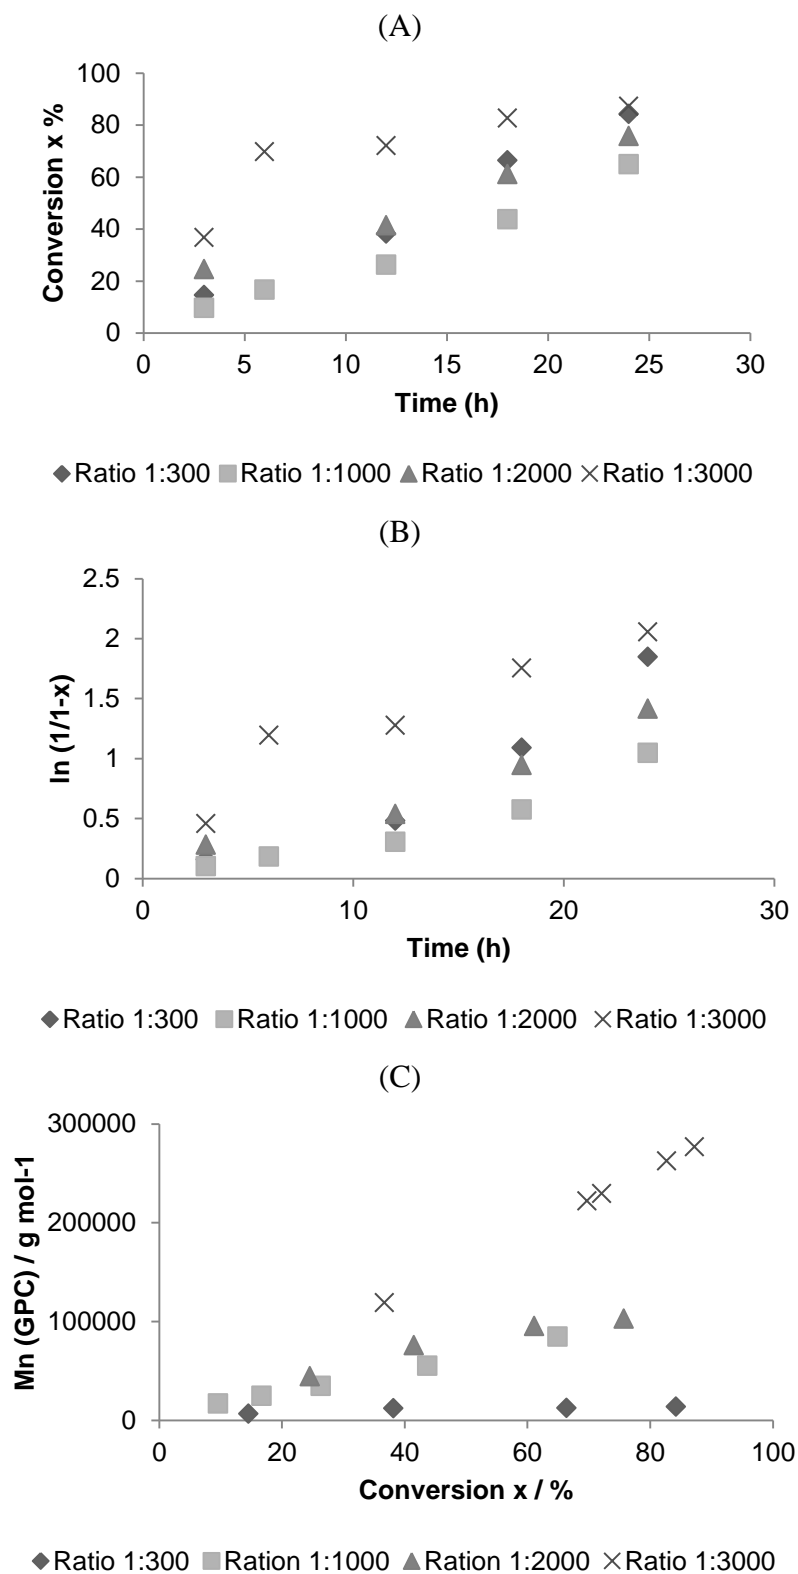 (A)
100
80
60
40
20
0
Conversion x %
0 5 10 15 20 25 30
Time (h)
Ratio 1:300 Ratio 1:1000 Ratio 1:2000 Ratio 1:3000
(B)
2.5
2
1.5
1
0.5
0
ln (1/1-x)
0 10 20 30
Time (h)
Ratio 1:300 Ratio 1:1000 Ratio 1:2000 Ratio 1:3000
(C)
300000
200000
100000
0
Mn (GPC) / g mol-1
0 20 40 60 80 100
Conversion x / %
Ratio 1:300 Ration 1:1000 Ration 1:2000 Ratio 1:3000